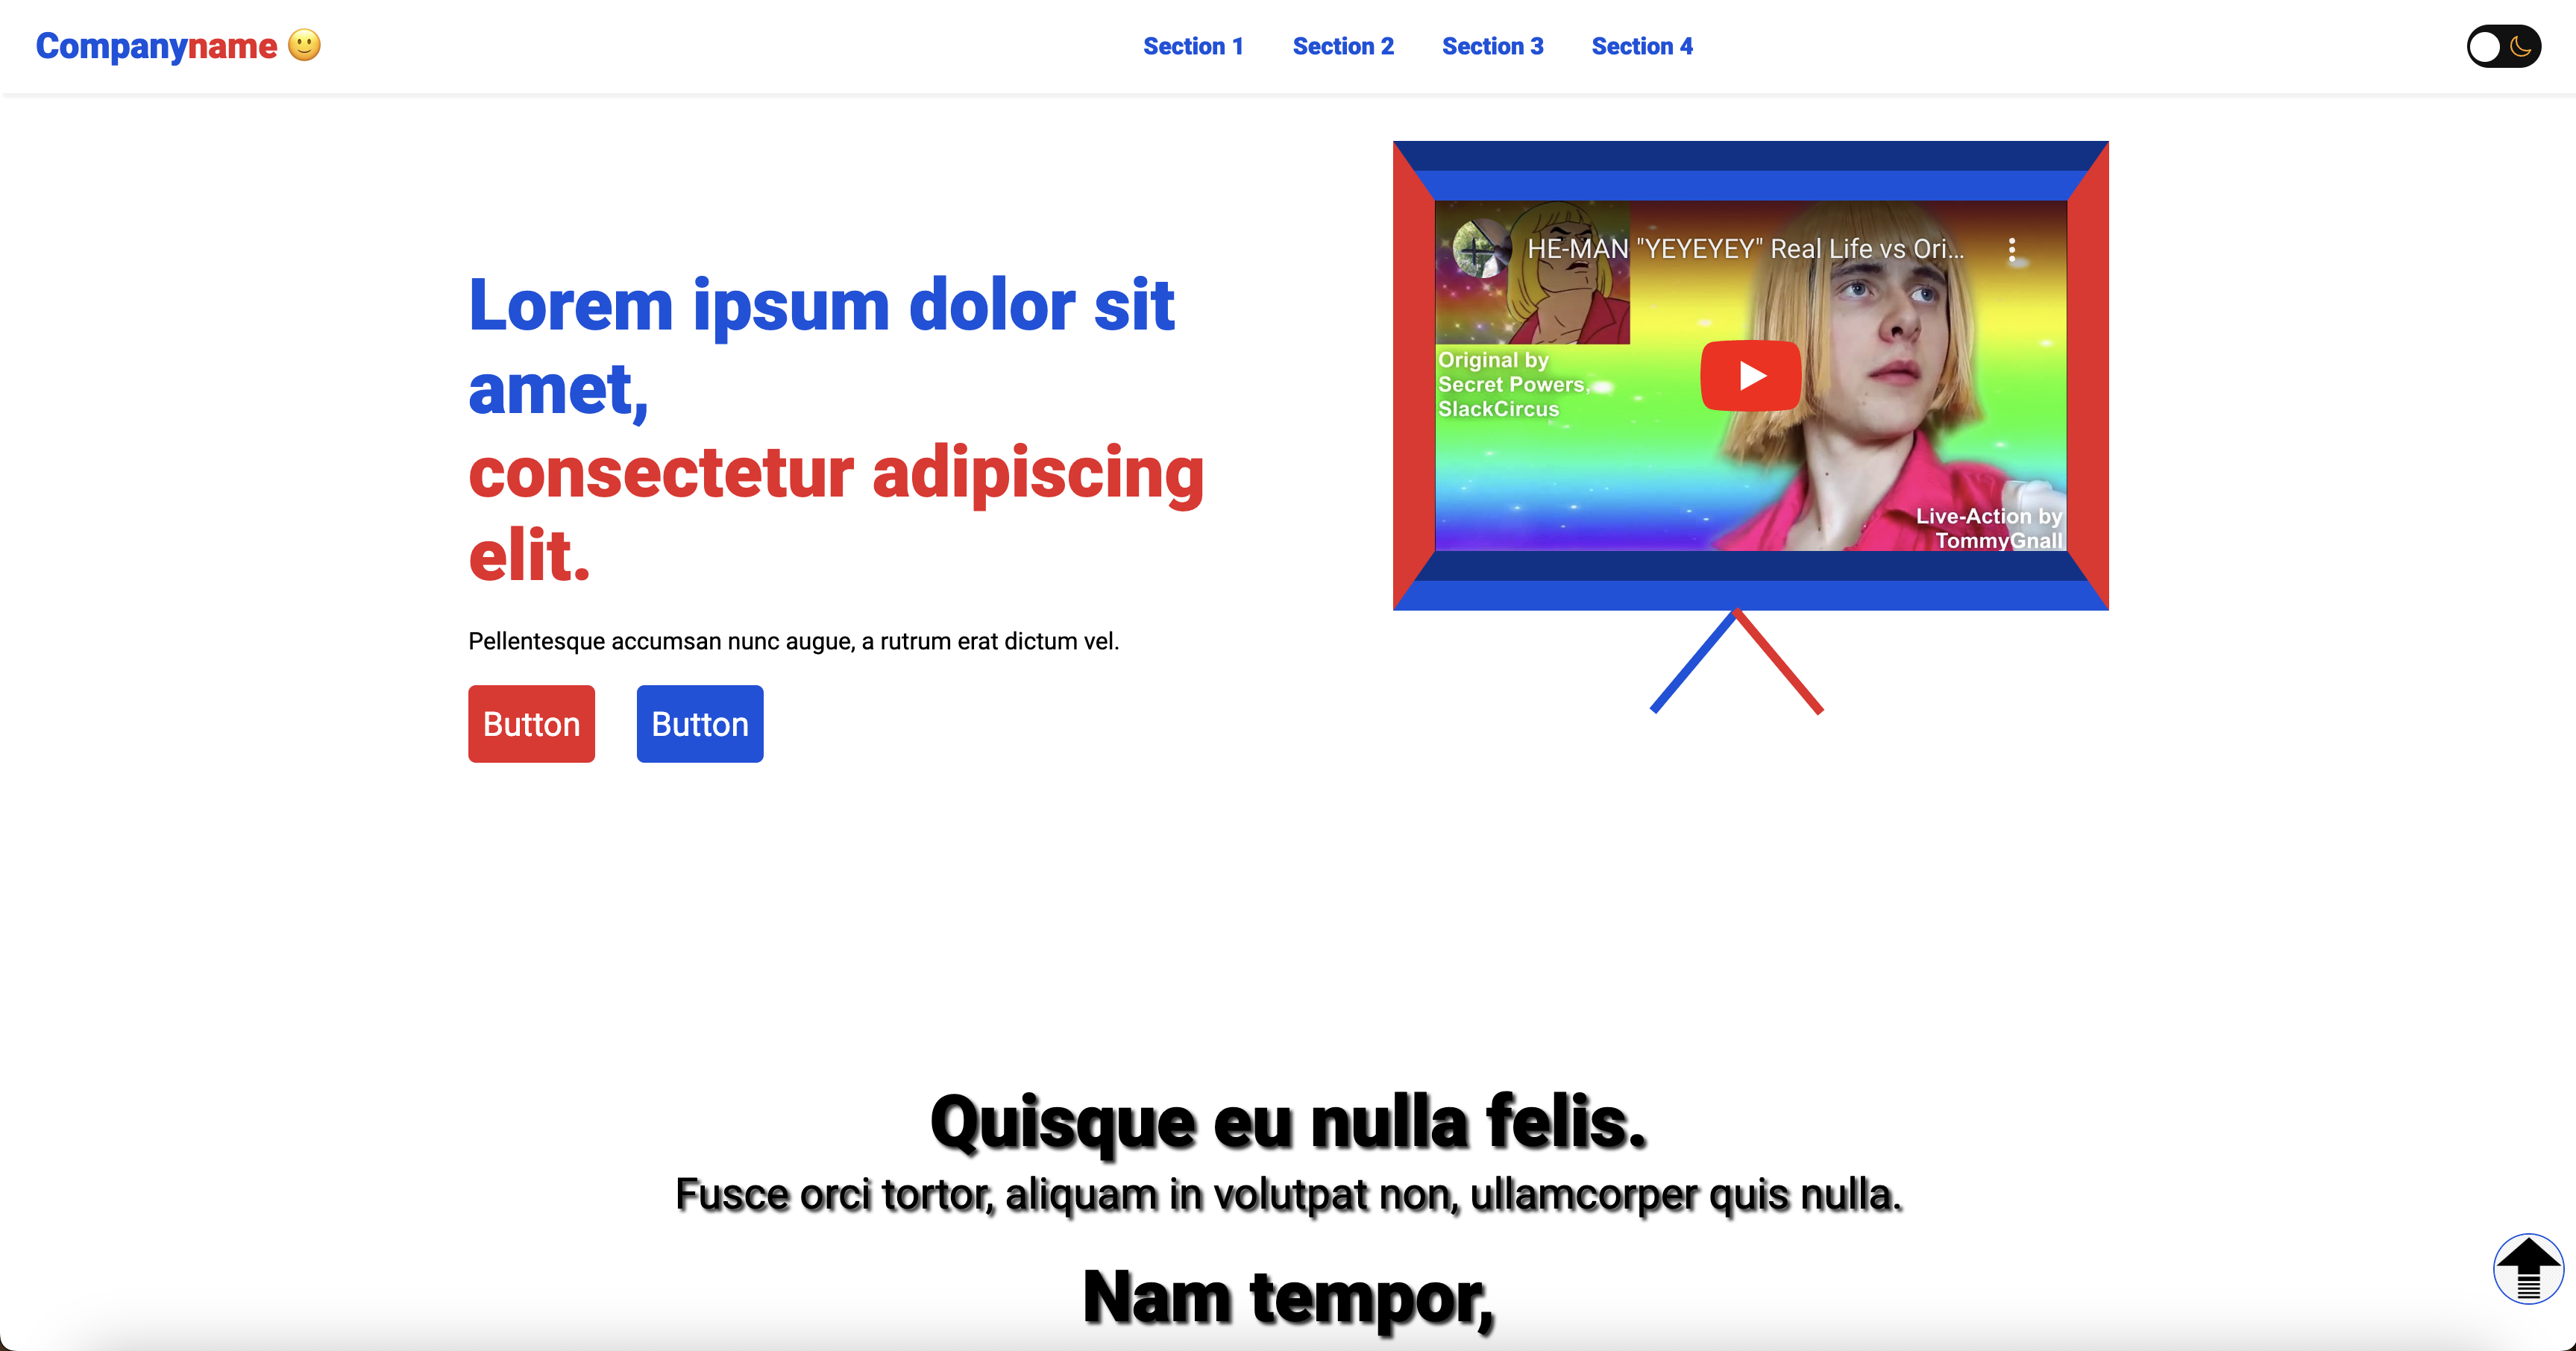 Companyname 🙂
Section 1
Section 2
Section 3
Section 4
Lorem ipsum dolor sit
amet,
consectetur adipiscing
elit.
Pellentesque accumsan nunc augue, a rutrum erat dictum vel.
Button
Button
HE-MAN "YEYEYEY" Real Life vs Ori...
Original by
Secret Powers,
SlackCircus
Live-Action by
TommyGnall
Quisque eu nulla felis.
Fusce orci tortor, aliquam in volutpat non, ullamcorper quis nulla.
Nam tempor,